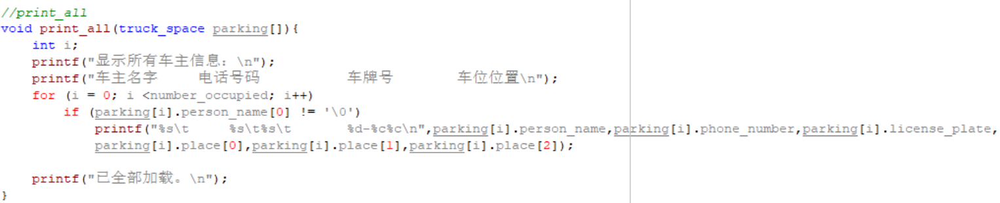 //print_all
void print_all(truck_space parking[]){
    int i;
    printf("显示所有车主信息：\n");
    printf("车主名字     电话号码           车牌号        车位位置\n");
    for (i = 0; i <number_occupied; i++)
        if (parking[i].person_name[0] != '\0')
            printf("%s\t     %s\t%s\t       %d-%c%c\n",parking[i].person_name,parking[i].phone_number,parking[i].license_plate,
            parking[i].place[0],parking[i].place[1],parking[i].place[2]);
    printf("已全部加载。\n");
}